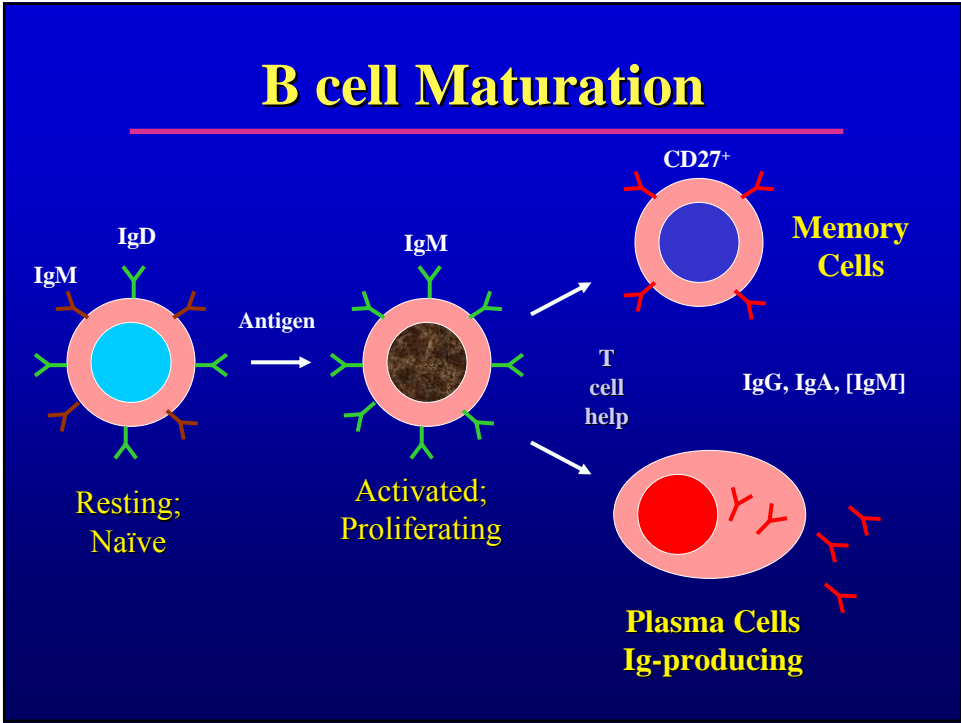 B cell Maturation
CD27⁺
Memory
Cells
IgD
IgM
IgM
Antigen
T
cell
help
IgG, IgA, [IgM]
Resting;
Naïve
Activated;
Proliferating
Plasma Cells
Ig-producing